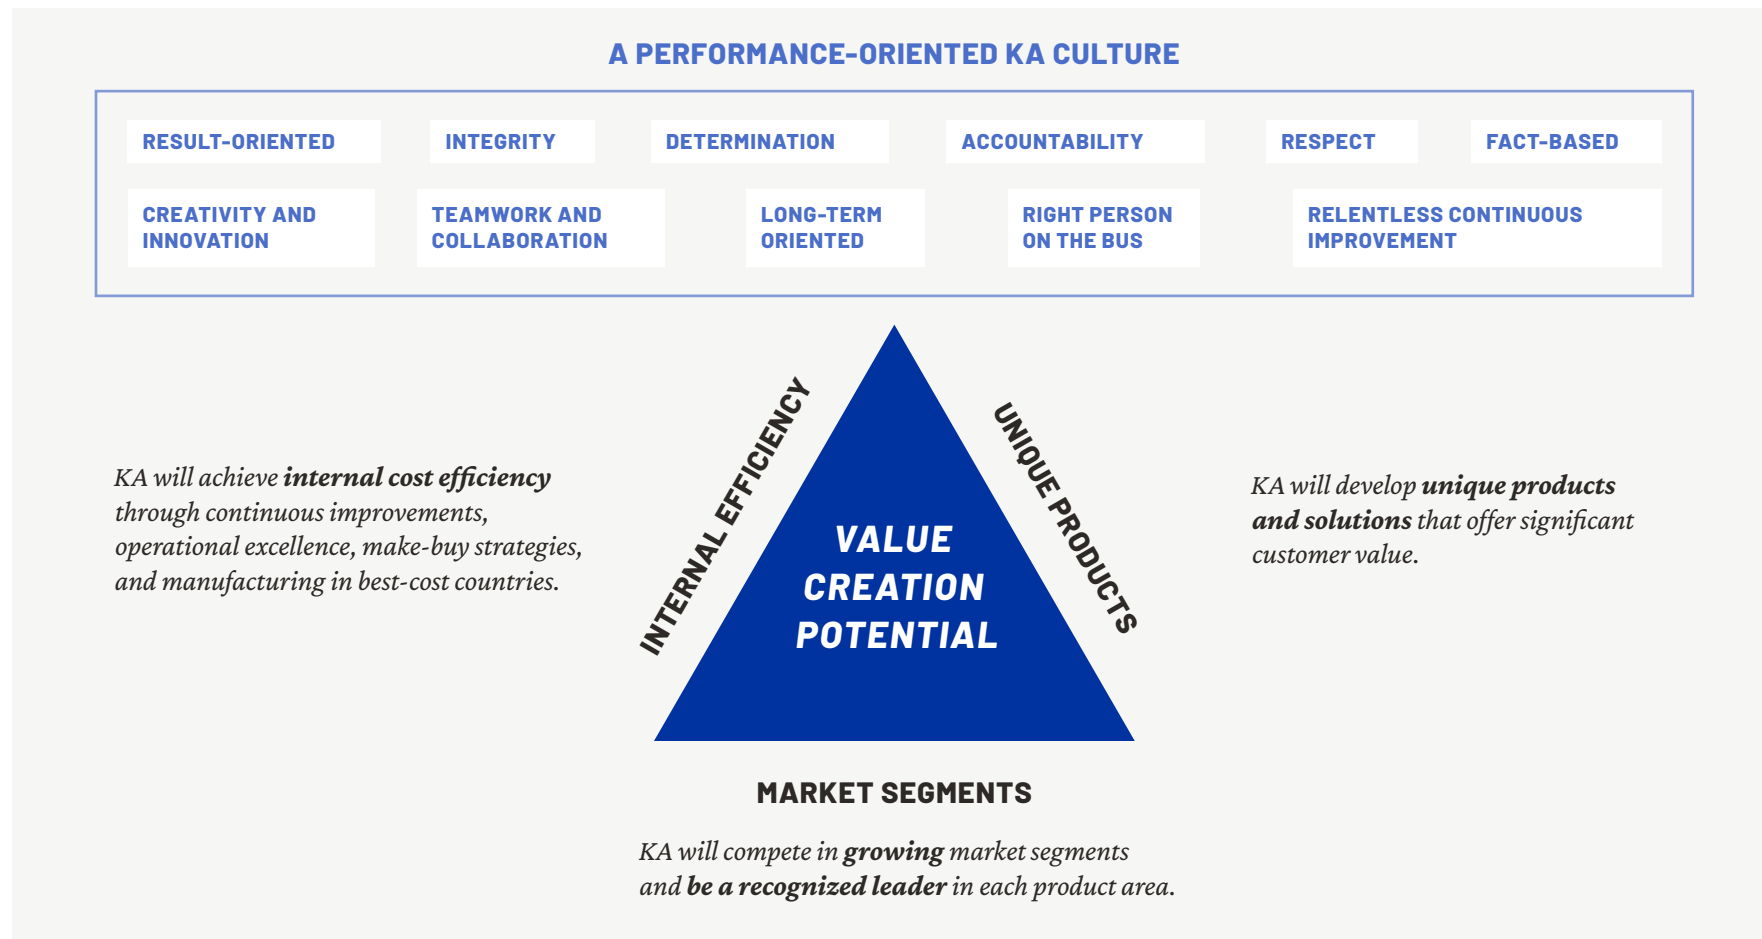 A PERFORMANCE-ORIENTED KA CULTURE
RESULT-ORIENTED
INTEGRITY
DETERMINATION
ACCOUNTABILITY
RESPECT
FACT-BASED
CREATIVITY AND
INNOVATION
TEAMWORK AND
COLLABORATION
LONG-TERM
ORIENTED
RIGHT PERSON
ON THE BUS
RELENTLESS CONTINUOUS
IMPROVEMENT
KA will achieve internal cost efficiency
through continuous improvements,
operational excellence, make-buy strategies,
and manufacturing in best-cost countries.
INTERNAL EFFICIENCY
VALUE
CREATION
POTENTIAL
UNIQUE PRODUCTS
KA will develop unique products
and solutions that offer significant
customer value.
MARKET SEGMENTS
KA will compete in growing market segments
and be a recognized leader in each product area.